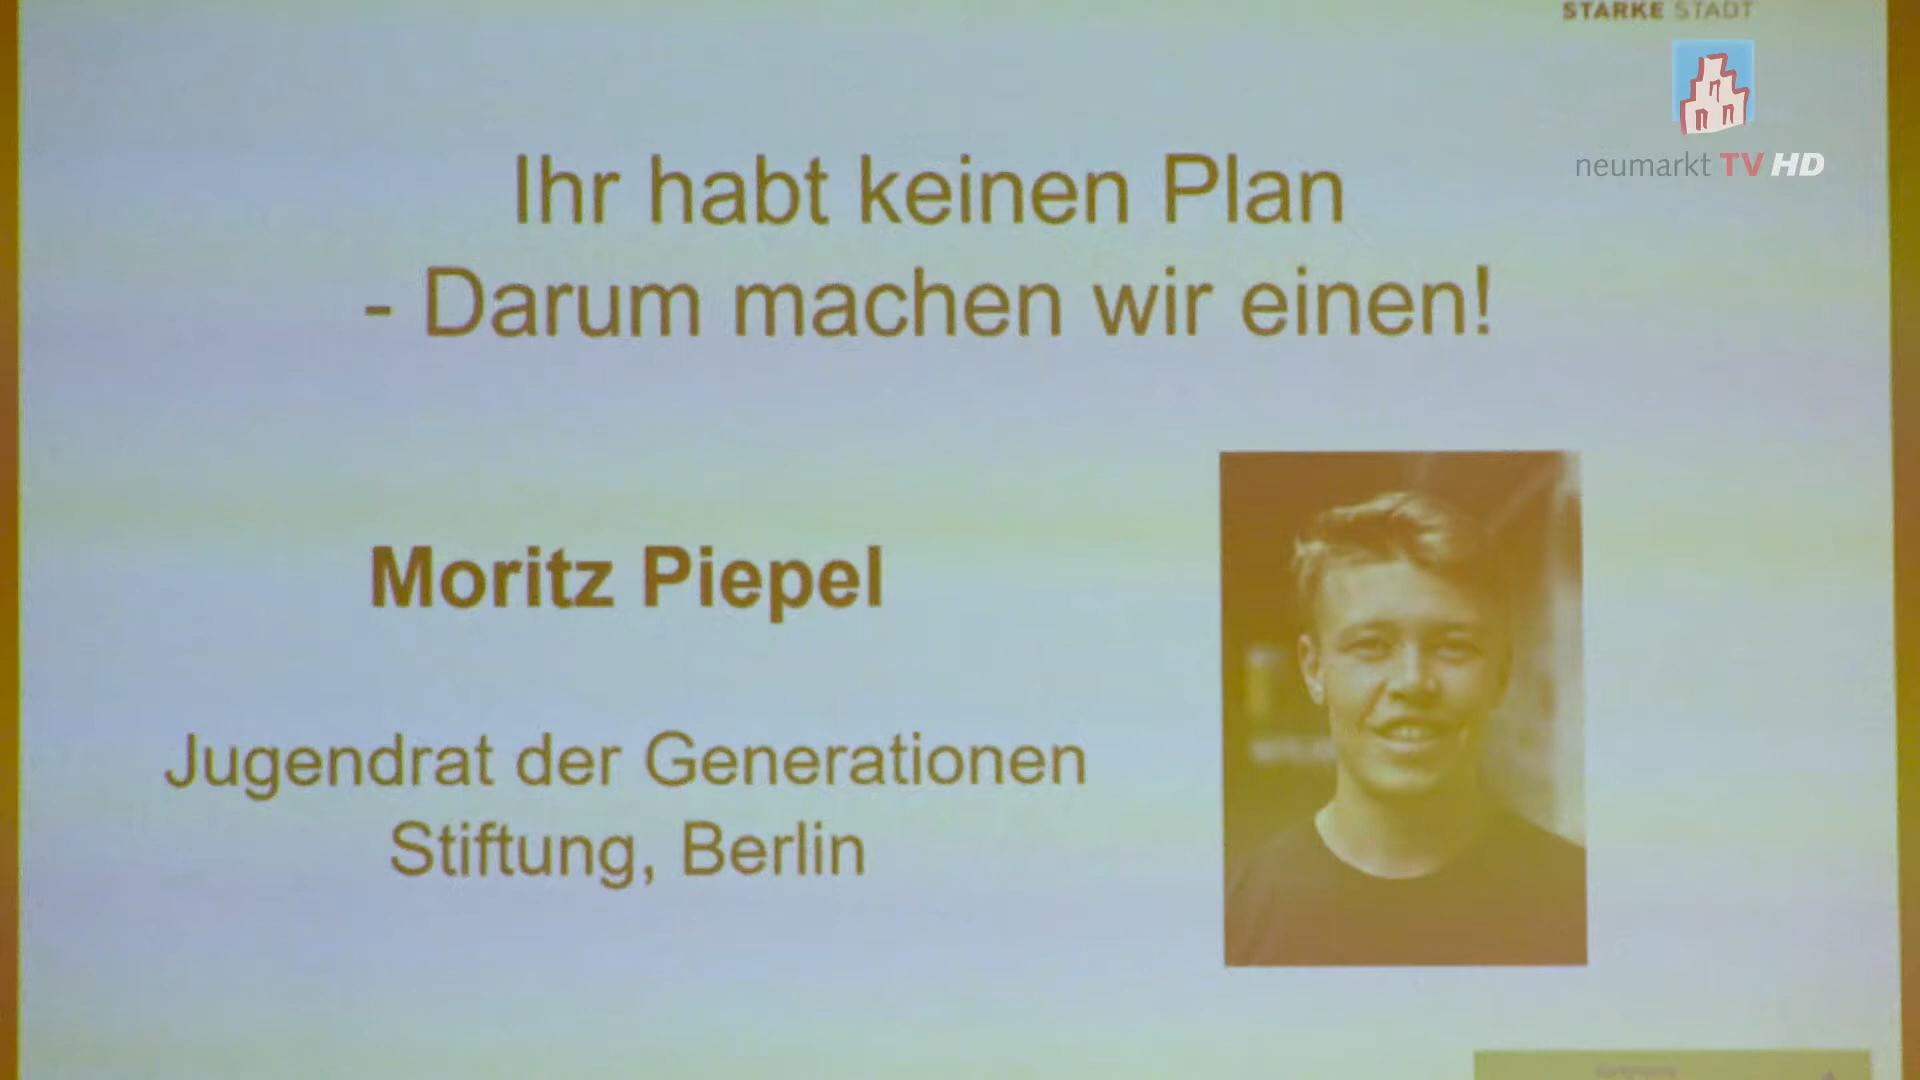 STARKE STADT
neumarkt TV HD
Ihr habt keinen Plan
- Darum machen wir einen!
Moritz Piepel
Jugendrat der Generationen
Stiftung, Berlin